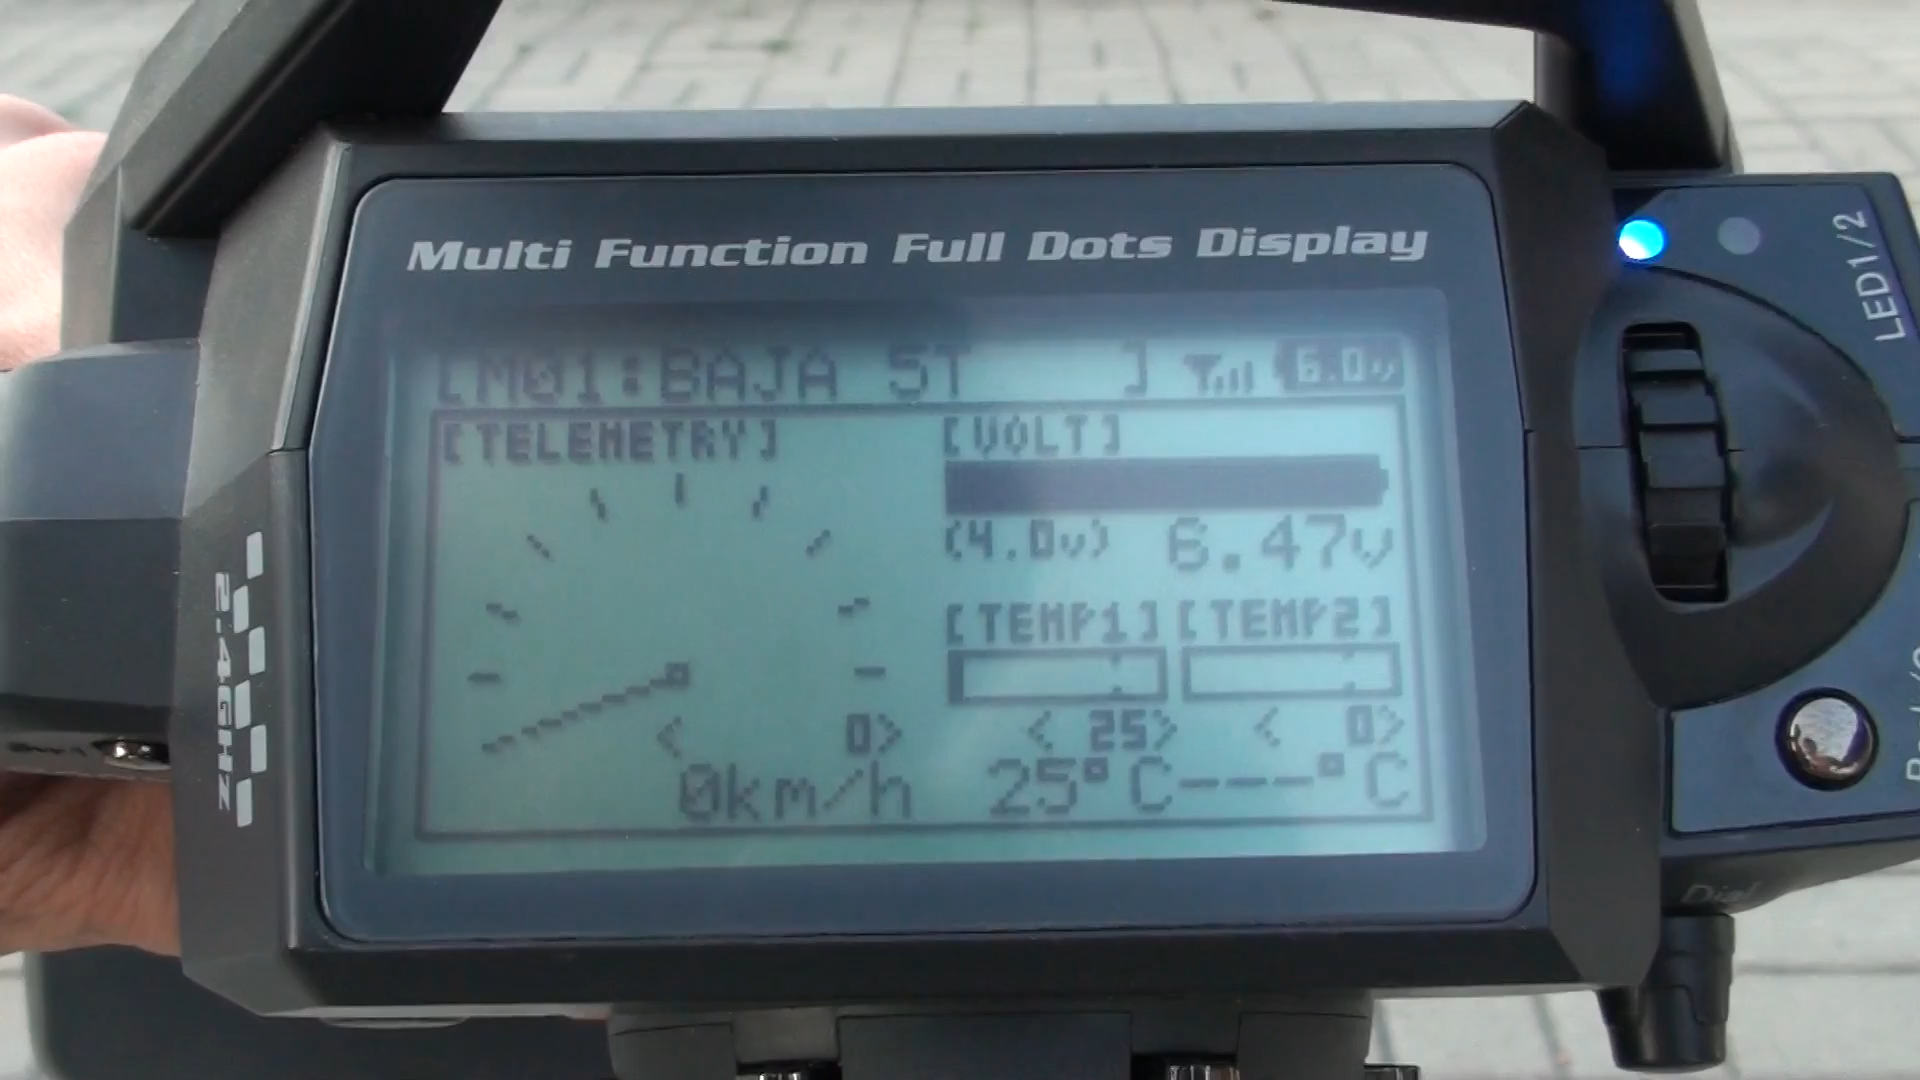 Multi Function Full Dots Display
[M01:BAJA 5T ] 6.0v
[TELEMETRY]
[VOLT]
(4.0v) 6.47v
[TEMP1] [TEMP2]
< 0> < 25> < 0>
0km/h 25°C ---°C
2.4GHz
LED1/2
Dial